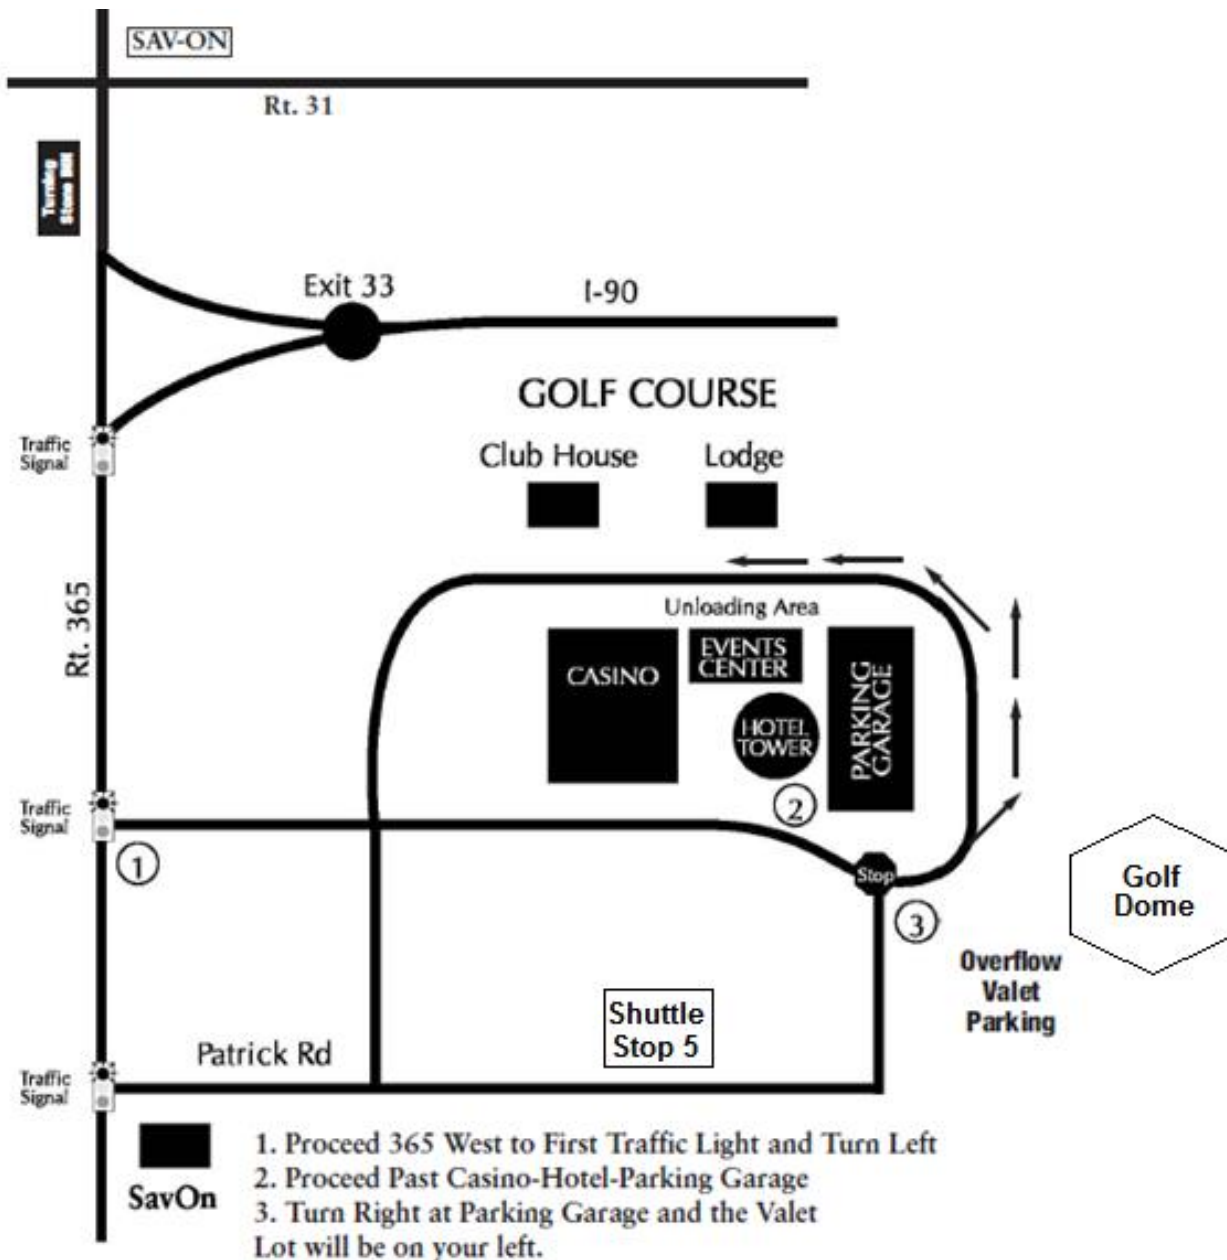 SAV-ON
Rt. 31
Turning
Stone
Exit 33
I-90
GOLF COURSE
Club House
Lodge
Traffic
Signal
Rt. 365
Unloading Area
CASINO
EVENTS
CENTER
HOTEL
TOWER
PARKING
GARAGE
2
Traffic
Signal
1
Stop
3
Golf
Dome
Overflow
Valet
Parking
Shuttle
Stop 5
Patrick Rd
Traffic
Signal
SavOn
1. Proceed 365 West to First Traffic Light and Turn Left
2. Proceed Past Casino-Hotel-Parking Garage
3. Turn Right at Parking Garage and the Valet
Lot will be on your left.